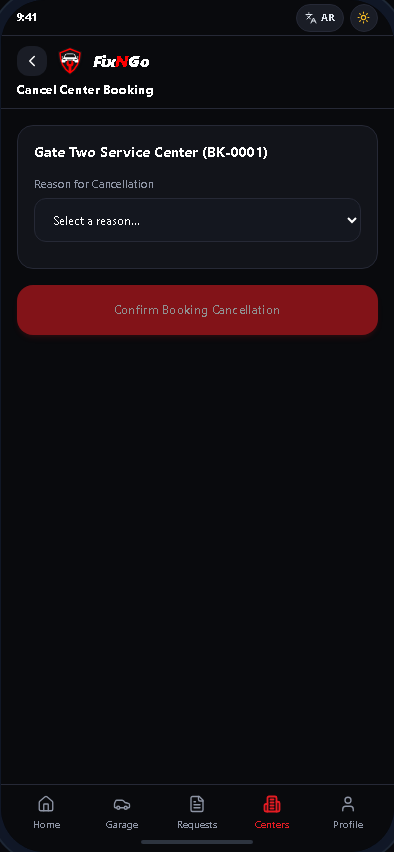 9:41
AR
FixNGo
Cancel Center Booking
Gate Two Service Center (BK-0001)
Reason for Cancellation
Select a reason...
Confirm Booking Cancellation
Home Garage Requests Centers Profile